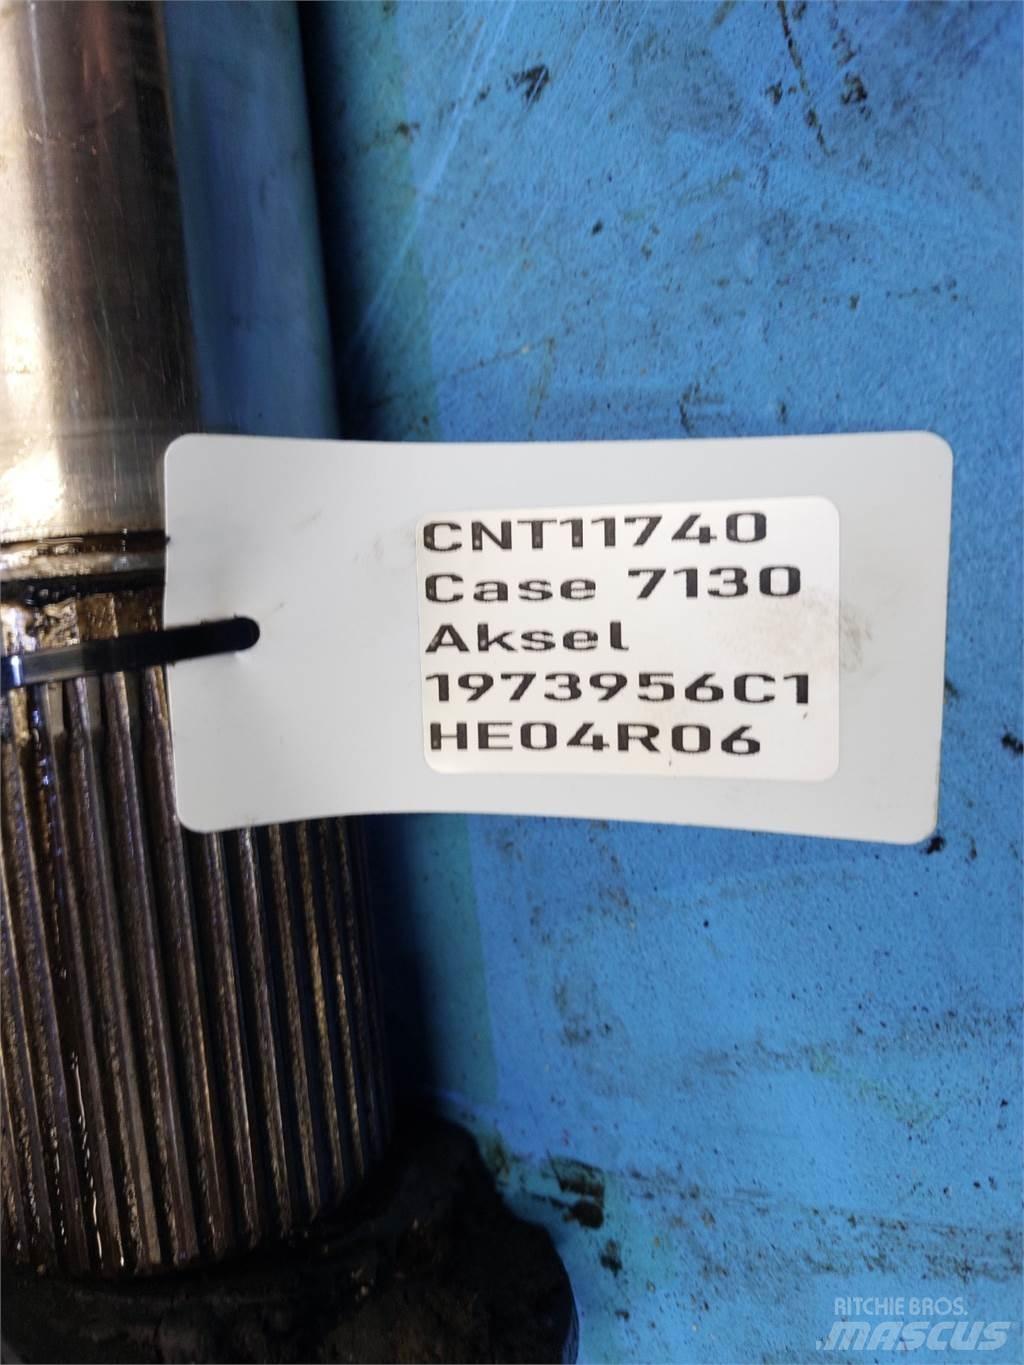 CNT11740
Case 7130
Aksel
1973956C1
HE04R06
RITCHIE BROS.
MASCUS